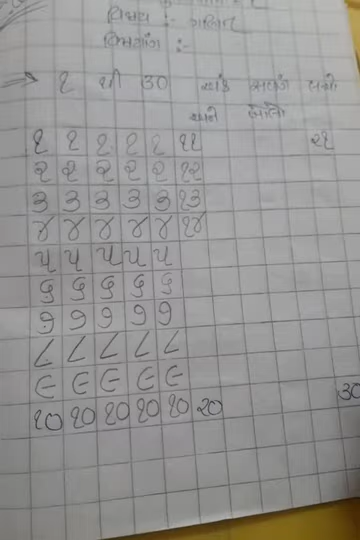 વિષય :- ગણિત
વિભાગ :-
⇒ ૧ થી ૩૦ અંક સળંગ લખો
અને બોલો
૧ ૧ ૧ ૧ ૧ ૧૧ ૨૧
૨ ૨ ૨ ૨ ૨ ૧૨
૩ ૩ ૩ ૩ ૩ ૧૩
૪ ૪ ૪ ૪ ૪ ૧૪
૫ ૫ ૫ ૫ ૫
૬ ૬ ૬ ૬ ૬
૭ ૭ ૭ ૭ ૭
૮ ૮ ૮ ૮ ૮
૯ ૯ ૯ ૯ ૯
૧૦ ૧૦ ૧૦ ૧૦ ૧૦ ૨૦ ૩૦